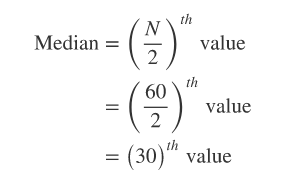 Median = (N/2)^th value
= (60/2)^th value
= (30)^th value